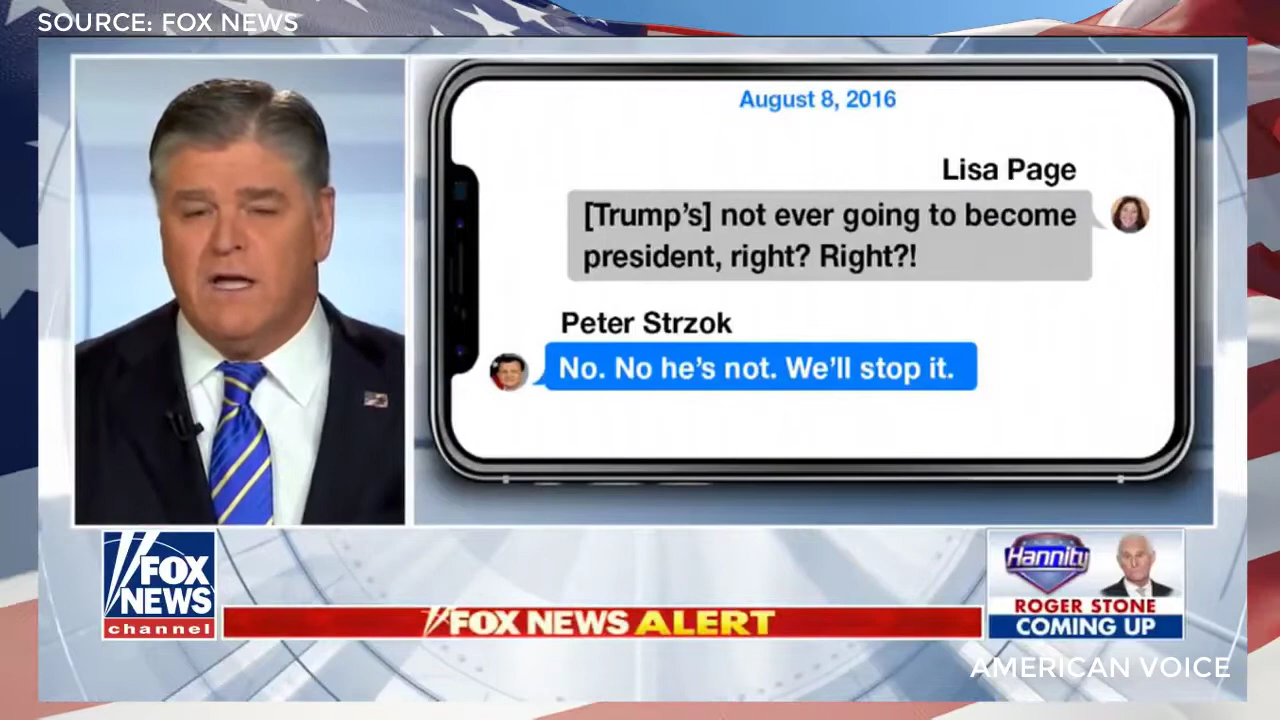 SOURCE: FOX NEWS
August 8, 2016
Lisa Page
[Trump's] not ever going to become
president, right? Right?!
Peter Strzok
No. No he's not. We'll stop it.
FOX
NEWS
channel
FOX NEWS ALERT
Hannity
ROGER STONE
COMING UP
AMERICAN VOICE